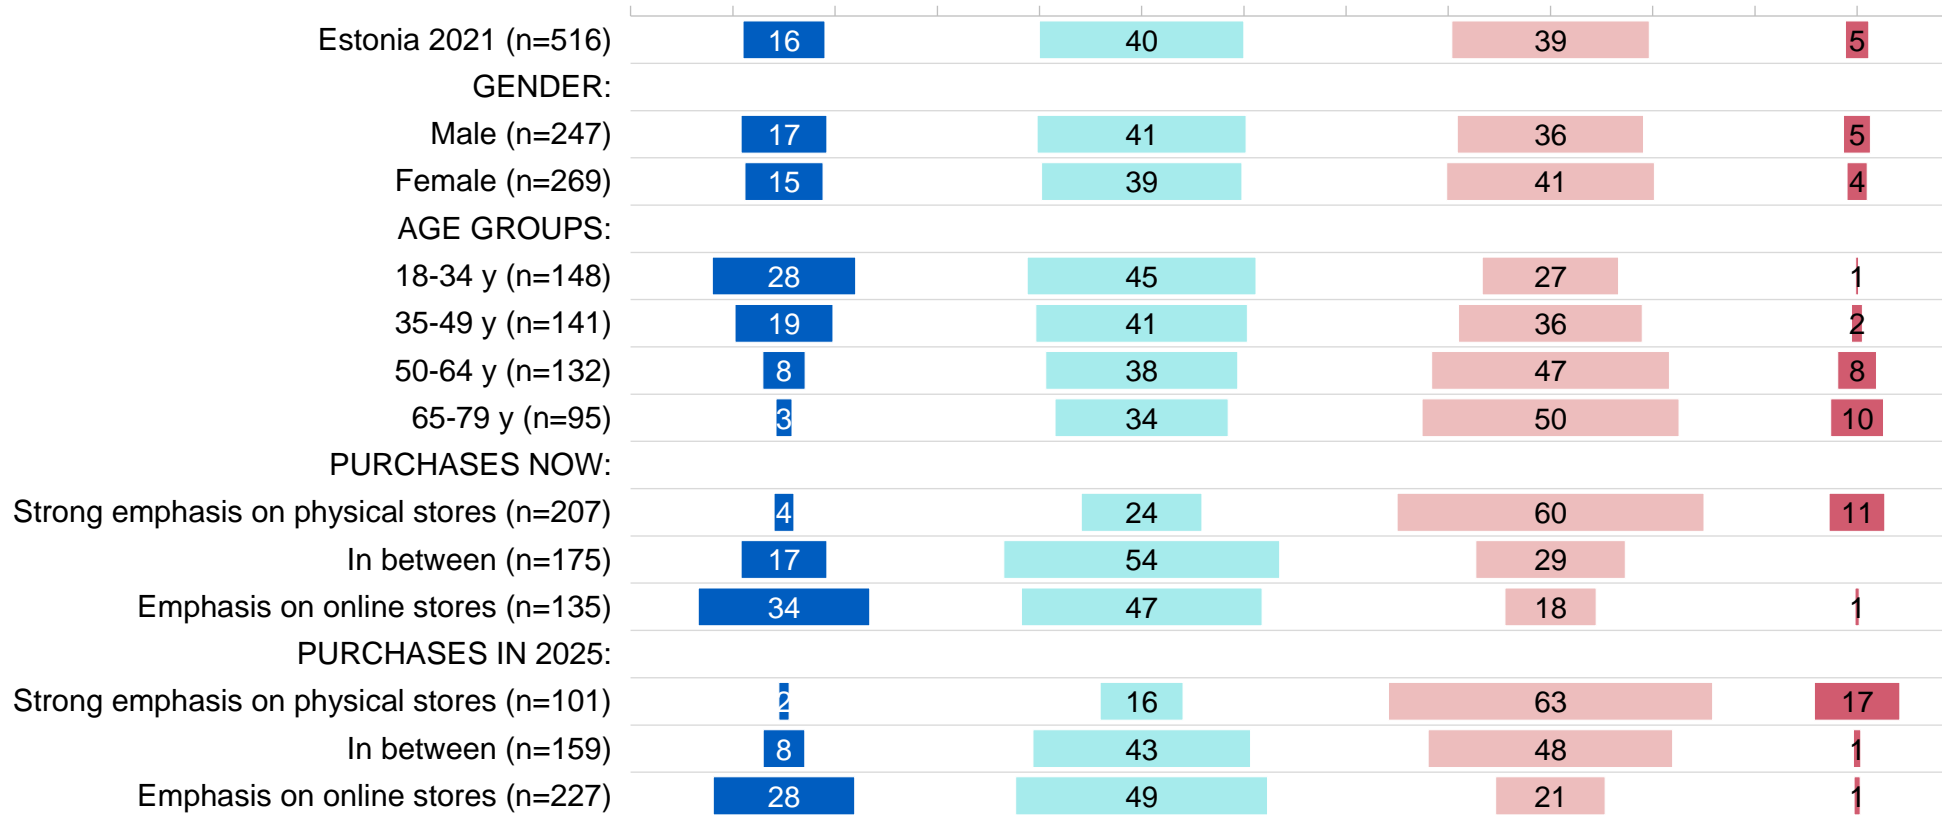 Estonia 2021 (n=516) 16 40 39 5
GENDER:
Male (n=247) 17 41 36 5
Female (n=269) 15 39 41 4
AGE GROUPS:
18-34 y (n=148) 28 45 27 1
35-49 y (n=141) 19 41 36 2
50-64 y (n=132) 8 38 47 8
65-79 y (n=95) 3 34 50 10
PURCHASES NOW:
Strong emphasis on physical stores (n=207) 4 24 60 11
In between (n=175) 17 54 29
Emphasis on online stores (n=135) 34 47 18 1
PURCHASES IN 2025:
Strong emphasis on physical stores (n=101) 2 16 63 17
In between (n=159) 8 43 48 1
Emphasis on online stores (n=227) 28 49 21 1